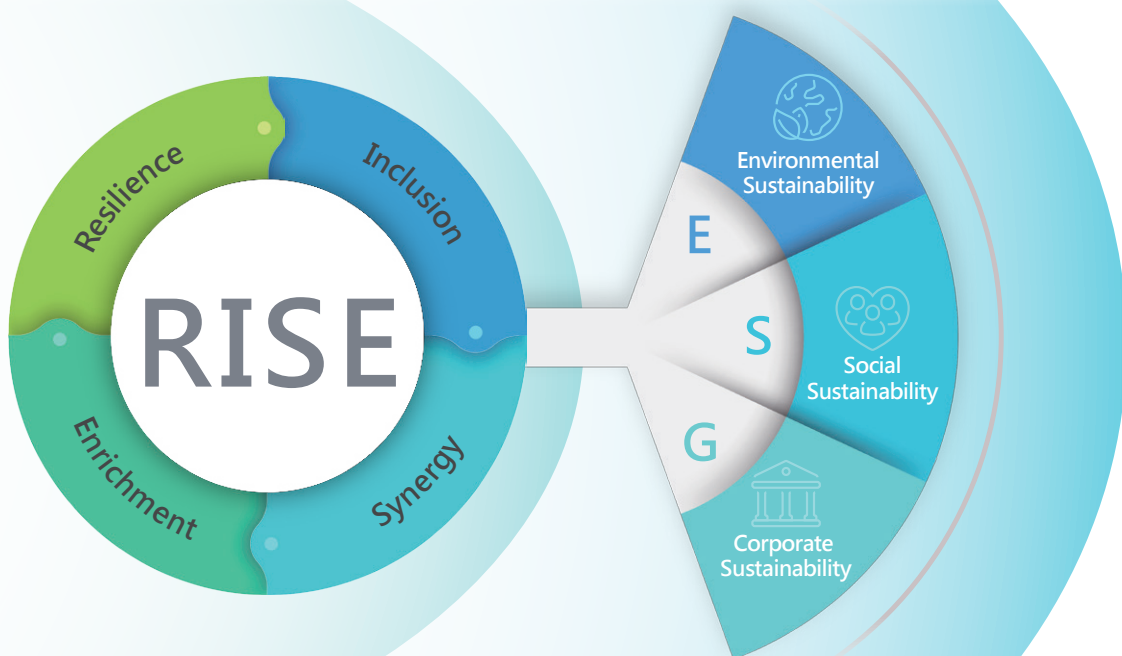 Resilience
Inclusion
RISE
Enrichment
Synergy
E
Environmental
Sustainability
S
Social
Sustainability
G
Corporate
Sustainability